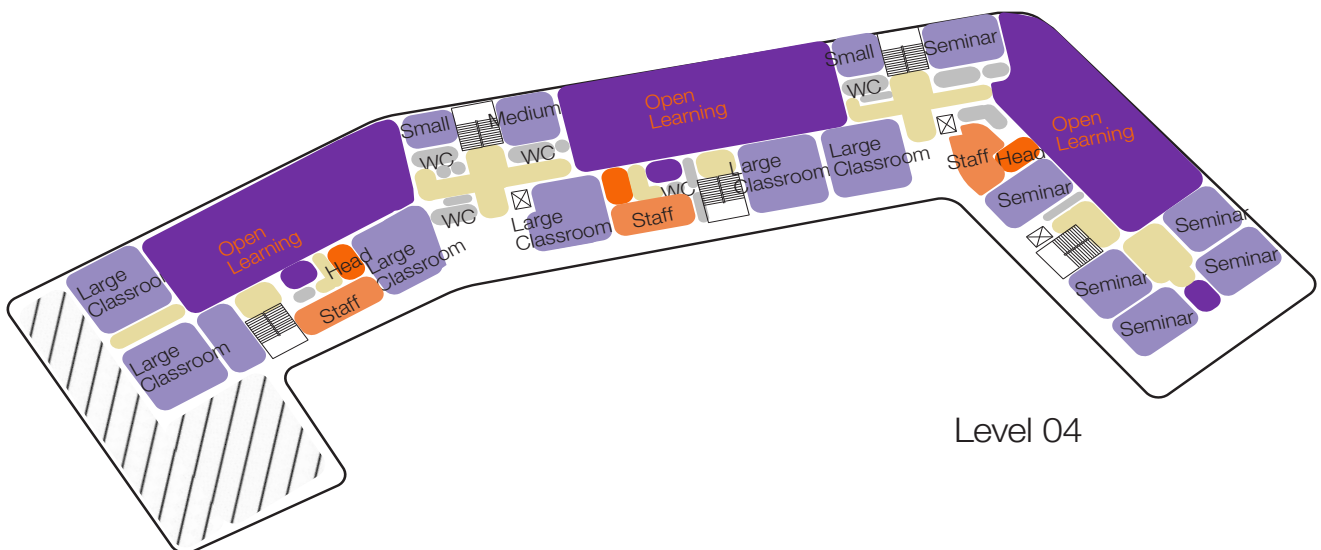 Small
Seminar
WC
Open
Learning
Small
Medium
WC
WC
WC
Open
Learning
Large
Classroom
Large
Classroom
Staff
Head
Seminar
Open
Learning
Head
Large
Classroom
Staff
Large
Classroom
WC
Staff
Large
Classroom
Large
Classroom
Seminar
Seminar
Seminar
Seminar
Level 04